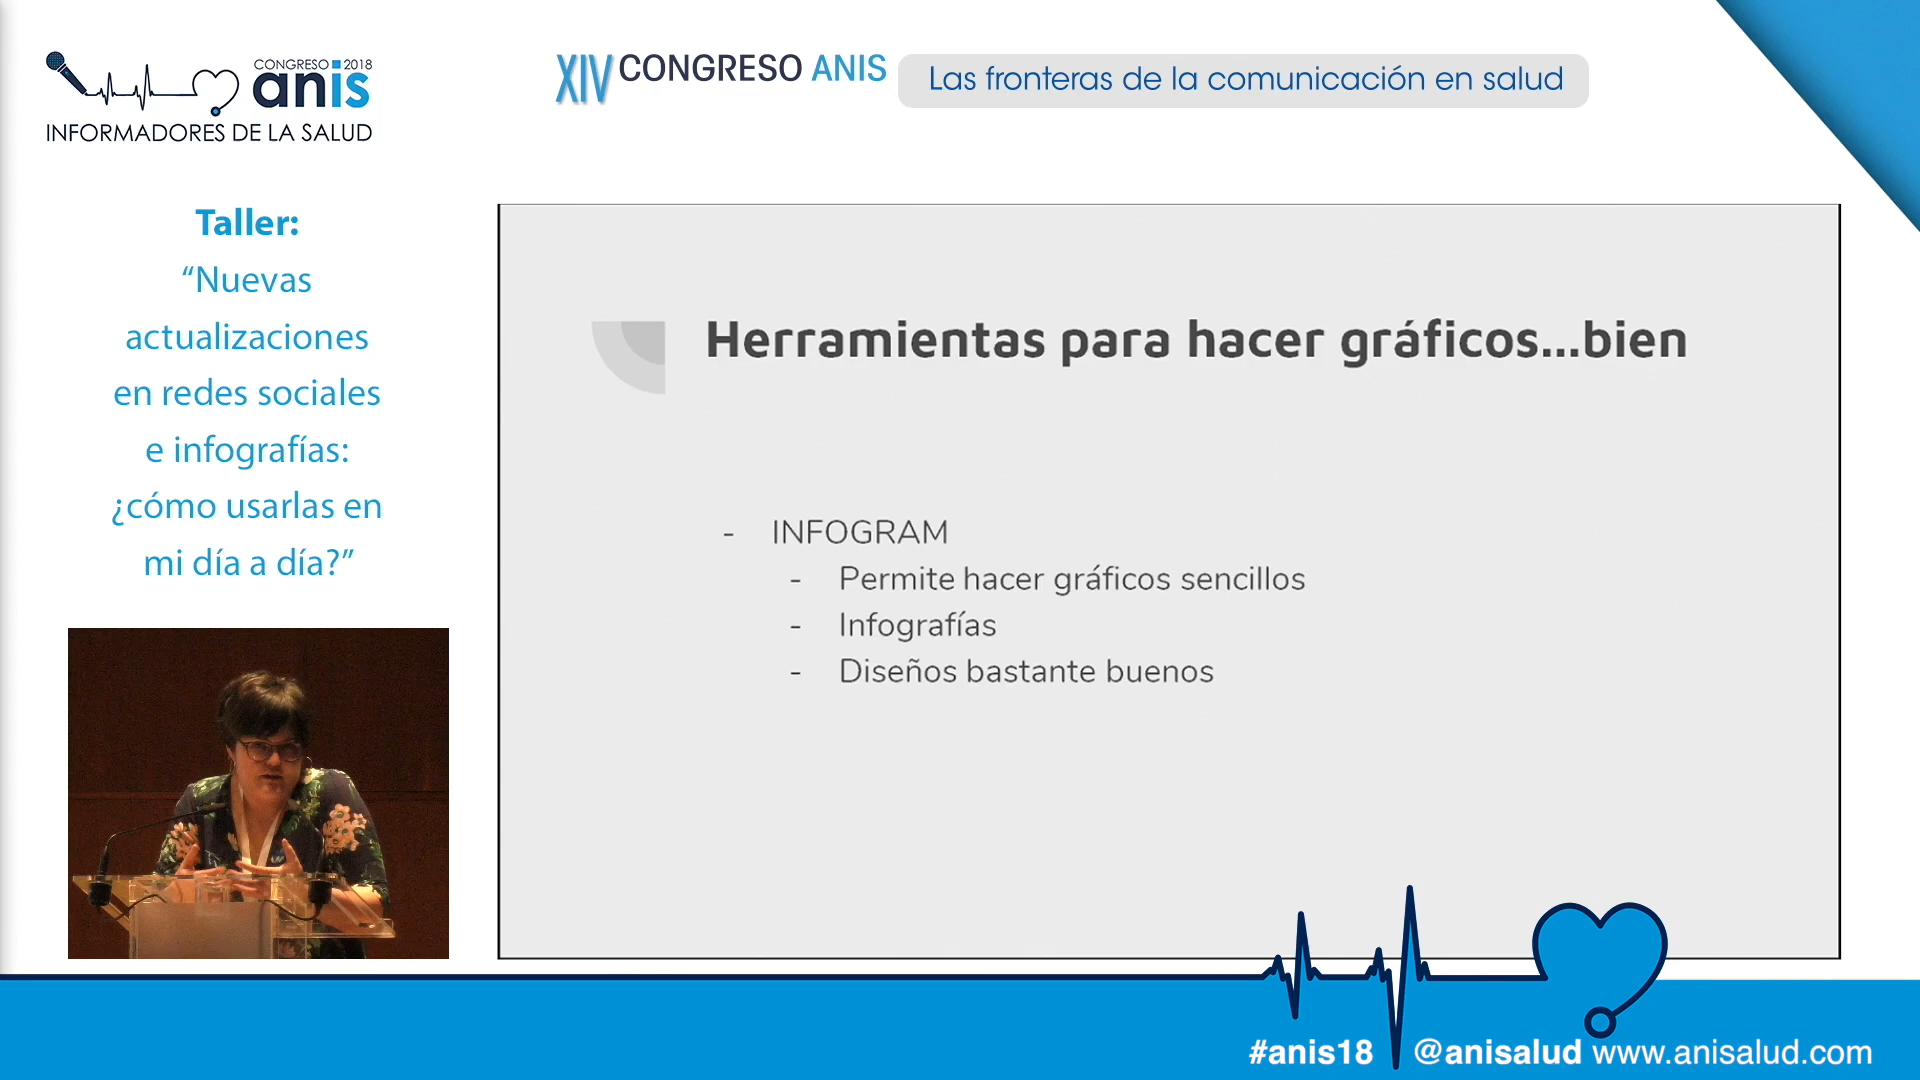 CONGRESO 2018
anis
INFORMADORES DE LA SALUD
XIV CONGRESO ANIS
Las fronteras de la comunicación en salud
Taller:
“Nuevas
actualizaciones
en redes sociales
e infografías:
¿cómo usarlas en
mi día a día?”
Herramientas para hacer gráficos...bien
- INFOGRAM
- Permite hacer gráficos sencillos
- Infografías
- Diseños bastante buenos
#anis18 @anisalud www.anisalud.com